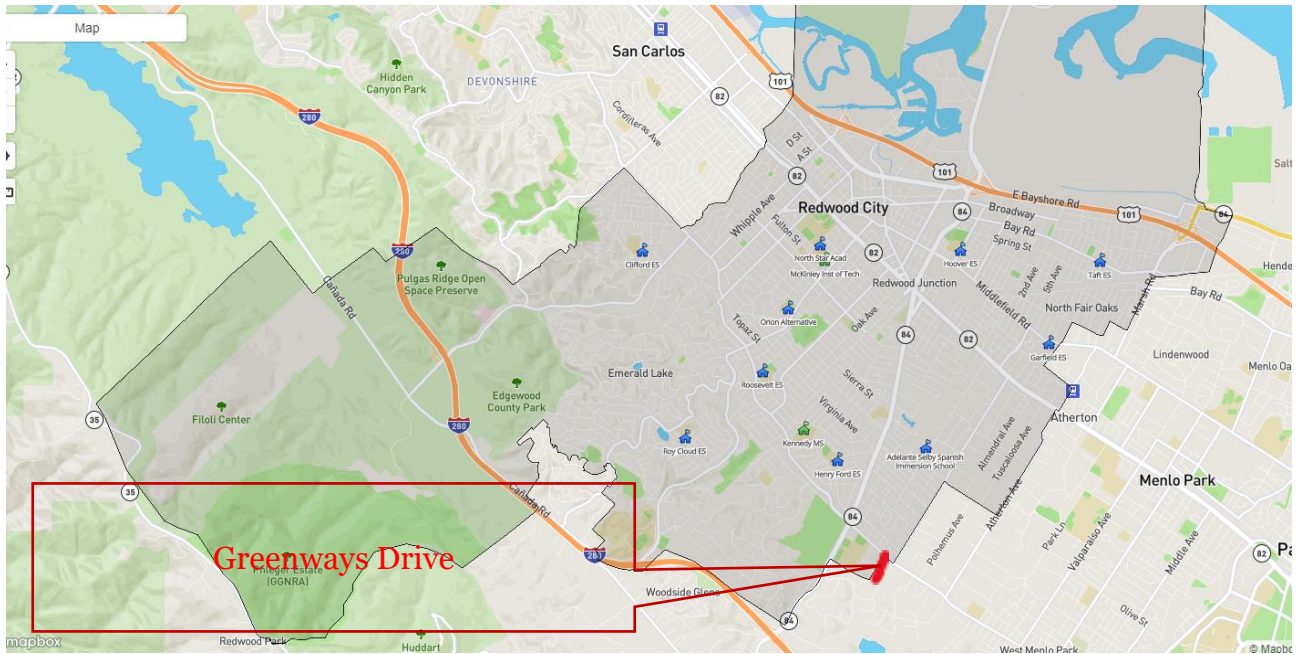 Map
San Carlos
101
Hidden
Canyon Park
DEVONSHIRE
82
280
Cordilleras Ave
D St
A St
82
101
Salt
E Bayshore Rd
Whipple Ave
Redwood City
84
Broadway
101
84
Fulton St
Bay Rd
Spring St
North Star Acad
McKinley Inst of Tech
82
Hoover ES
Clifford ES
280
Taft ES
Hende
Pulgas Ridge Open
Space Preserve
Cañada Rd
Redwood Junction
2nd Ave
5th Ave
Marsh Rd
Bay Rd
Middlefield Rd
North Fair Oaks
Orion Alternative
Topaz St
Oak Ave
84
82
Garfield ES
Lindenwood
Menlo Oa
Emerald Lake
Roosevelt ES
Sierra St
Edgewood
County Park
Filoli Center
35
280
Virginia Ave
Atherton
Almendral Ave
Tuscaloosa Ave
Kennedy MS
Roy Cloud ES
Henry Ford ES
Adelante Selby Spanish
Immersion School
Menlo Park
35
Cañada Rd
84
Atherton Ave
Polhemus Ave
Park Ln
Valparaiso Ave
Middle Ave
82
Pa
Greenways Drive
280
(GGNRA)
Woodside Glens
84
Olive St
mapbox
Redwood Park
Huddart
West Menlo Park
© Mapbo